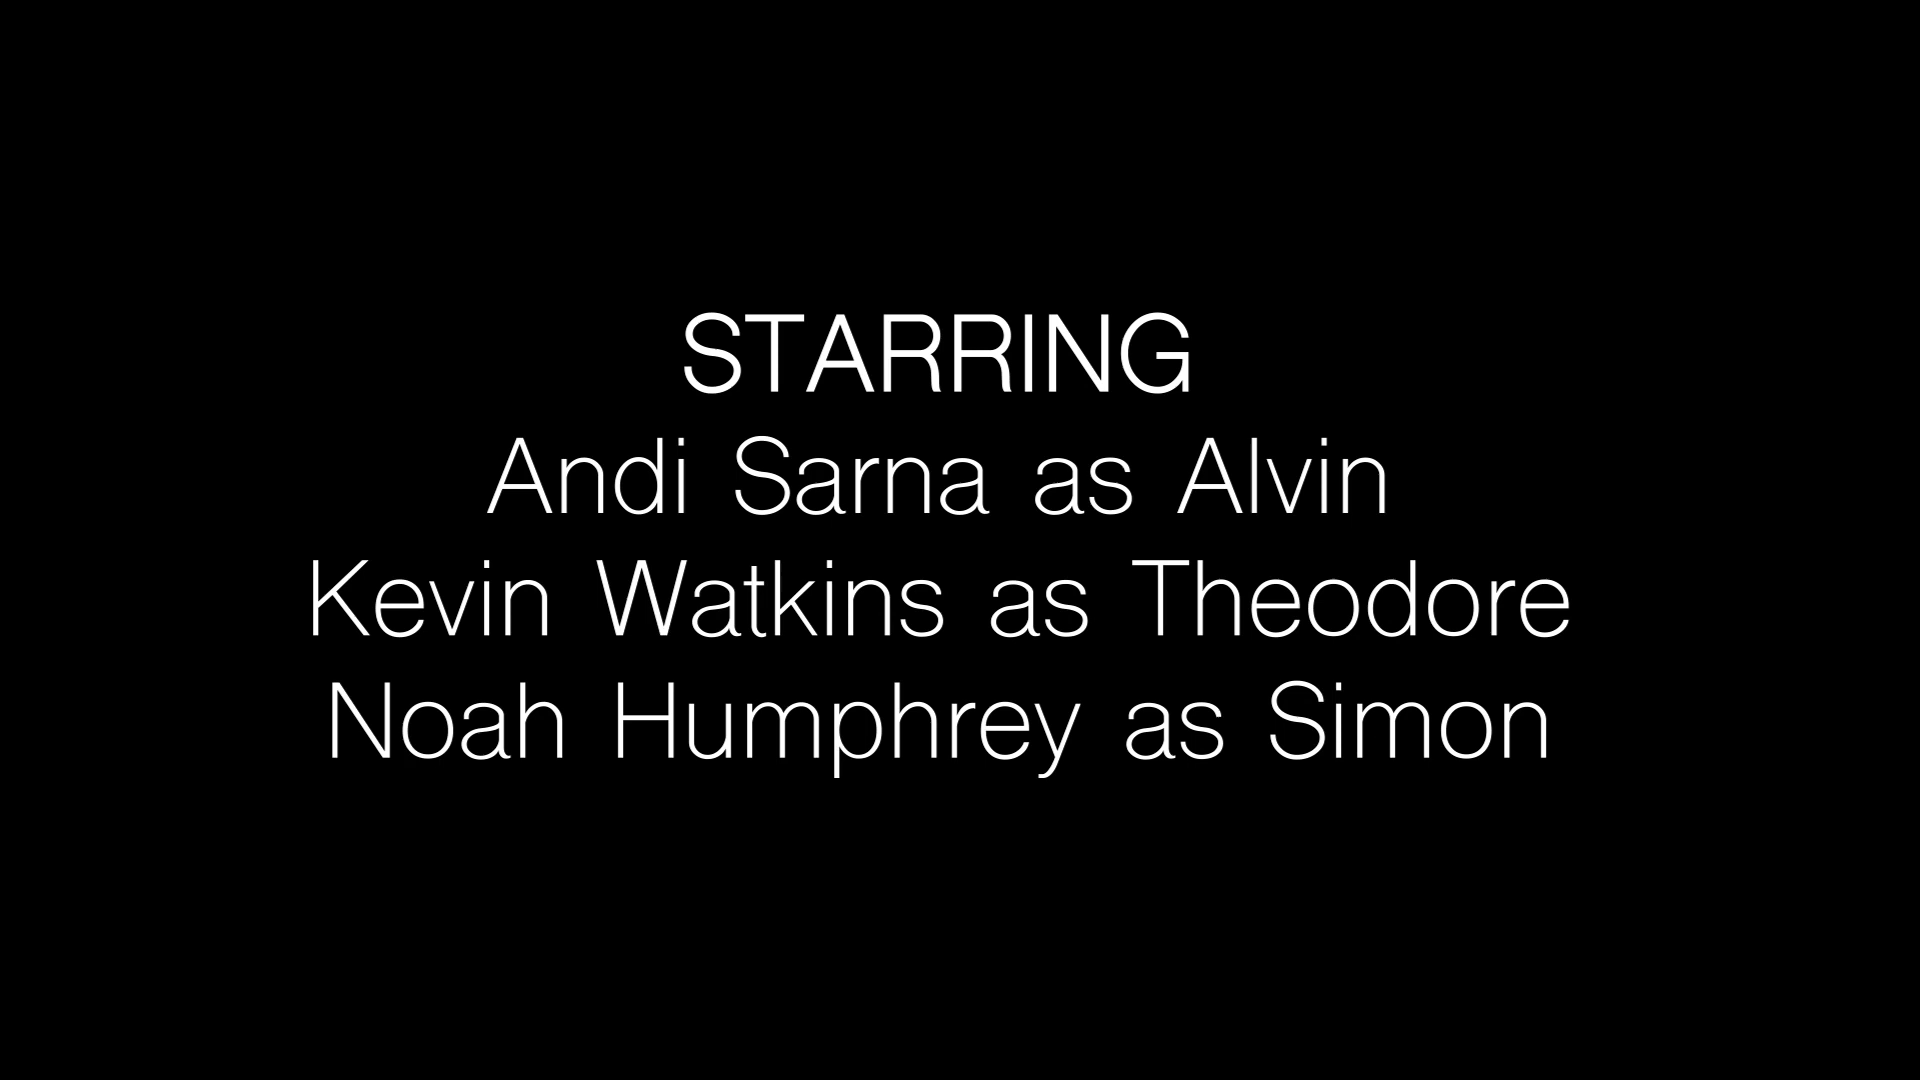 STARRING
Andi Sarna as Alvin
Kevin Watkins as Theodore
Noah Humphrey as Simon